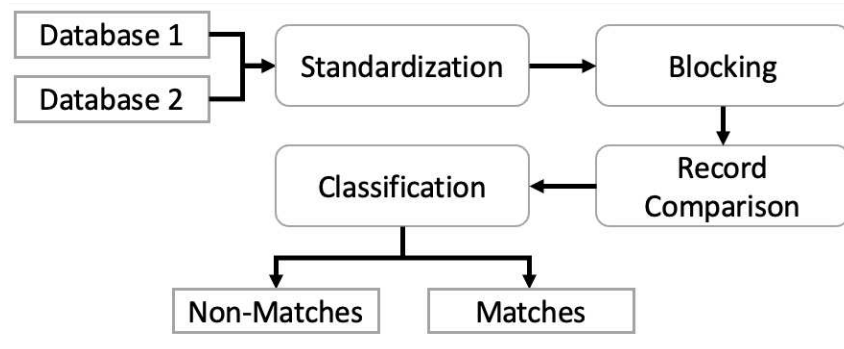 Database 1
Database 2
Standardization
Blocking
Record
Comparison
Classification
Non-Matches
Matches